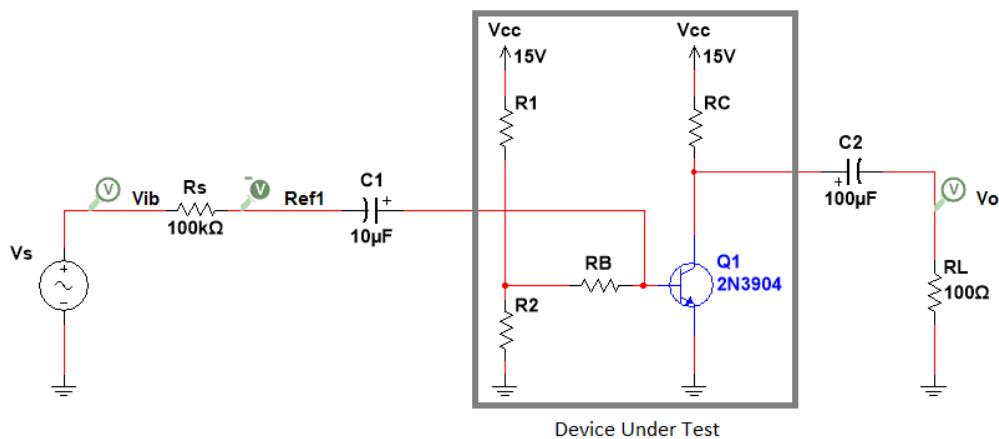 Vcc
15V
Vcc
15V
R1
RC
C2
100µF
+
V
Vo
V
Vib
Rs
100kΩ
V
Ref1
C1
+
10µF
Vs
+
RB
Q1
2N3904
R2
RL
100Ω
Device Under Test